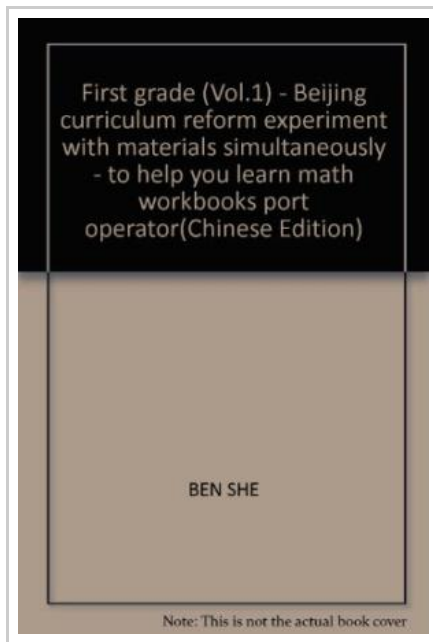 First grade (Vol.1) - Beijing
curriculum reform experiment
with materials simultaneously
- to help you learn math
workbooks port
operator(Chinese Edition)
BEN SHE
Note: This is not the actual book cover